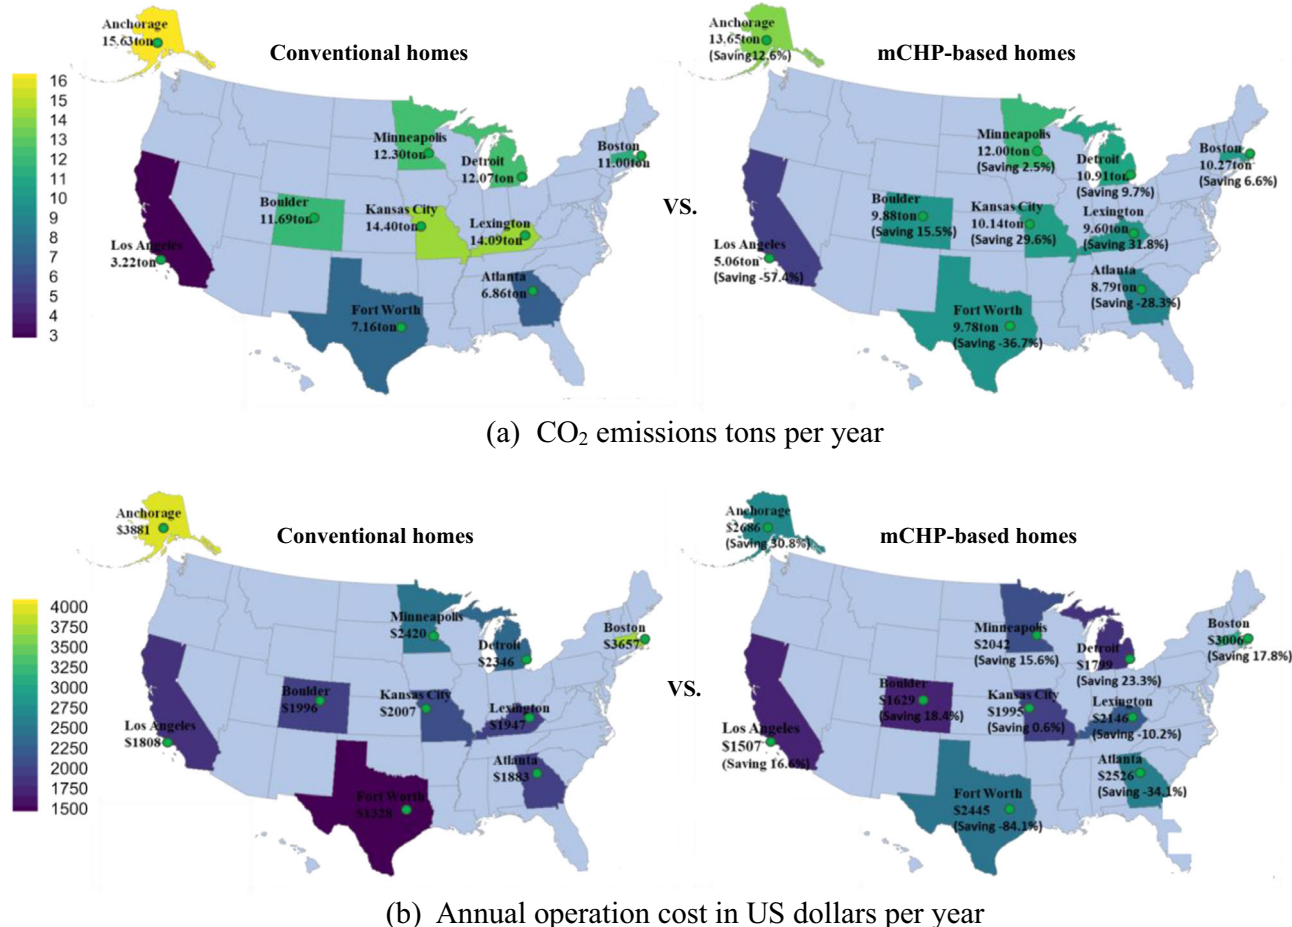 Anchorage
15.63ton
Conventional homes
16
15
14
13
12
11
10
9
8
7
6
5
4
3
Minneapolis
12.30ton
Detroit
12.07ton
Boston
11.00ton
Boulder
11.69ton
Kansas City
14.40ton
Lexington
14.09ton
Los Angeles
3.22ton
Atlanta
6.86ton
Fort Worth
7.16ton
vs.
Anchorage
13.65ton
(Saving12.6%)
mCHP-based homes
Minneapolis
12.00ton
(Saving 2.5%)
Detroit
10.91ton
(Saving 9.7%)
Boston
10.27ton
(Saving 6.6%)
Boulder
9.88ton
(Saving 15.5%)
Kansas City
10.14ton
(Saving 29.6%)
Lexington
9.60ton
(Saving 31.8%)
Los Angeles
5.06ton
(Saving -57.4%)
Atlanta
8.79ton
(Saving -28.3%)
Fort Worth
9.78ton
(Saving -36.7%)
(a) CO₂ emissions tons per year
Anchorage
$3881
Conventional homes
4000
3750
3500
3250
3000
2750
2500
2250
2000
1750
1500
Minneapolis
$2420
Detroit
$2346
Boston
$3657
Boulder
$1996
Kansas City
$2007
Lexington
$1947
Los Angeles
$1808
Atlanta
$1883
Fort Worth
$1328
vs.
Anchorage
$2686
(Saving 30.8%)
mCHP-based homes
Minneapolis
$2042
(Saving 15.6%)
Detroit
$1799
(Saving 23.3%)
Boston
$3006
(Saving 17.8%)
Boulder
$1629
(Saving 18.4%)
Kansas City
$1995
(Saving 0.6%)
Lexington
$2146
(Saving -10.2%)
Los Angeles
$1507
(Saving 16.6%)
Atlanta
$2526
(Saving -34.1%)
Fort Worth
$2445
(Saving -84.1%)
(b) Annual operation cost in US dollars per year